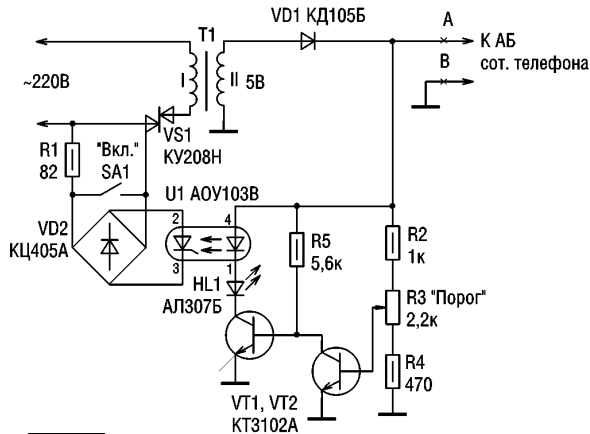 VD1 КД105Б
T1
A
К АБ
~220В
I
II
5В
B
сот. телефона
VS1
КУ208Н
R1
82
"Вкл."
SA1
U1 АОУ103В
VD2
КЦ405А
2
4
3
1
R5
5,6к
R2
1к
HL1
АЛ307Б
R3 "Порог"
2,2к
R4
470
VT1, VT2
КТ3102А